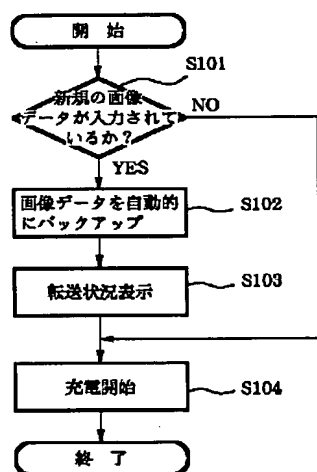 開 始
S101
新規の画像
データが入力されて
いるか?
NO
YES
画像データを自動的
にバックアップ
S102
転送状況表示
S103
充電開始
S104
終 了